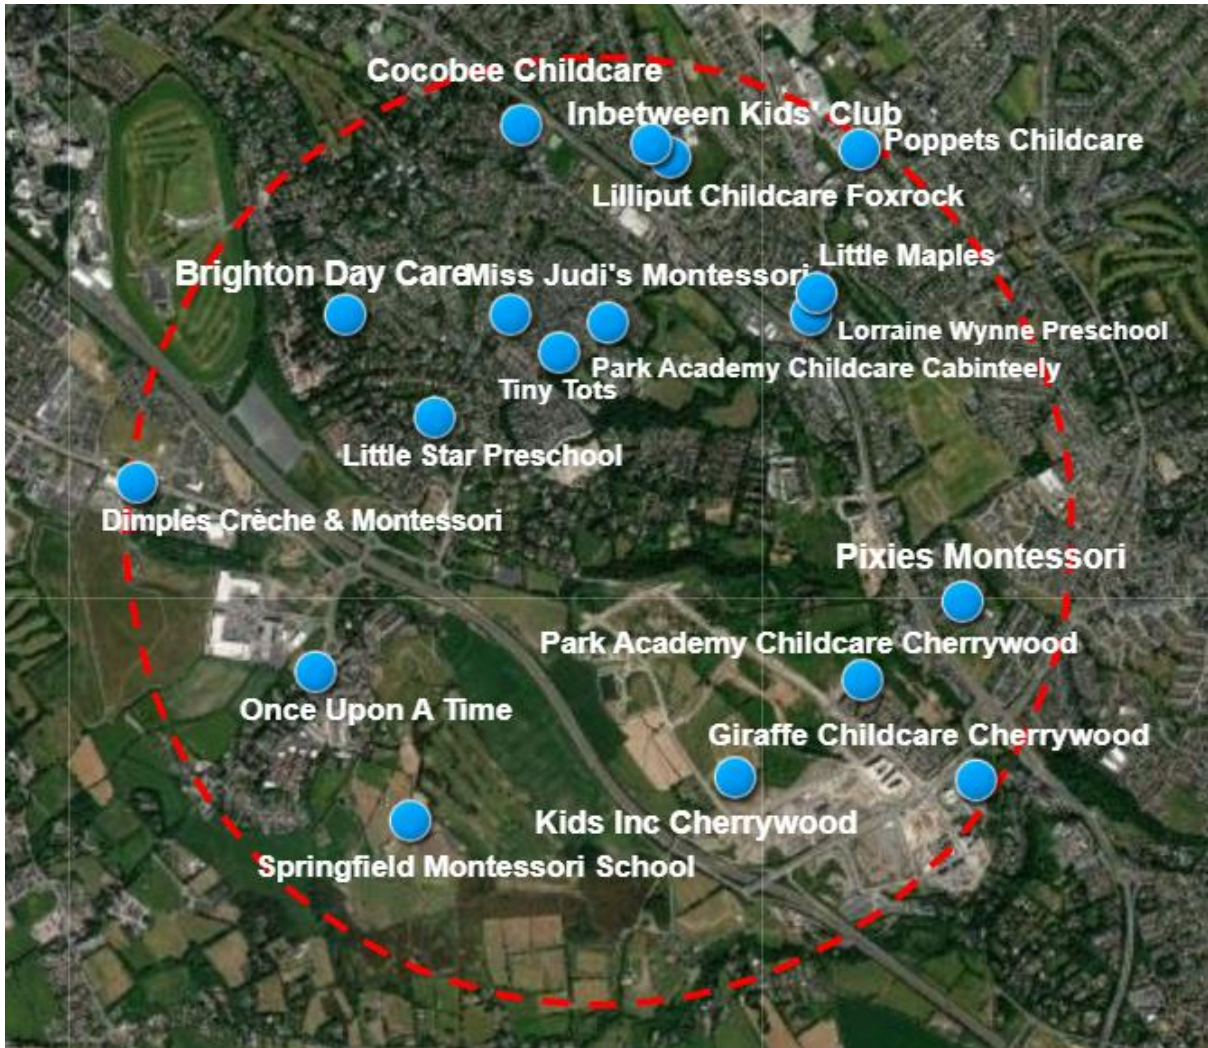 Cocobee Childcare
Inbetween Kids' Club
Poppets Childcare
Lilliput Childcare Foxrock
Little Maples
Brighton Day Care
Miss Judi's Montessori
Lorraine Wynne Preschool
Park Academy Childcare Cabinteely
Tiny Tots
Little Star Preschool
Dimples Crèche & Montessori
Pixies Montessori
Park Academy Childcare Cherrywood
Once Upon A Time
Giraffe Childcare Cherrywood
Kids Inc Cherrywood
Springfield Montessori School